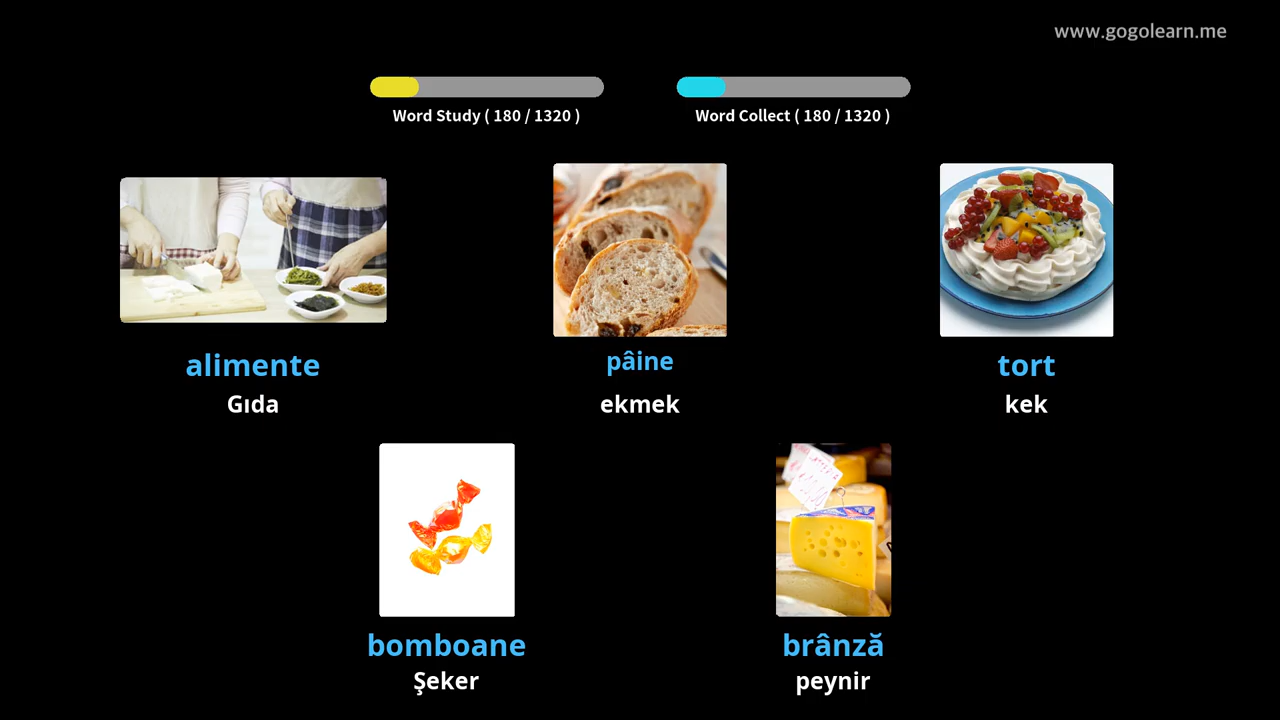 www.gogolearn.me
Word Study ( 180 / 1320 )
Word Collect ( 180 / 1320 )
alimente
Gıda
pâine
ekmek
tort
kek
bomboane
Şeker
brânză
peynir